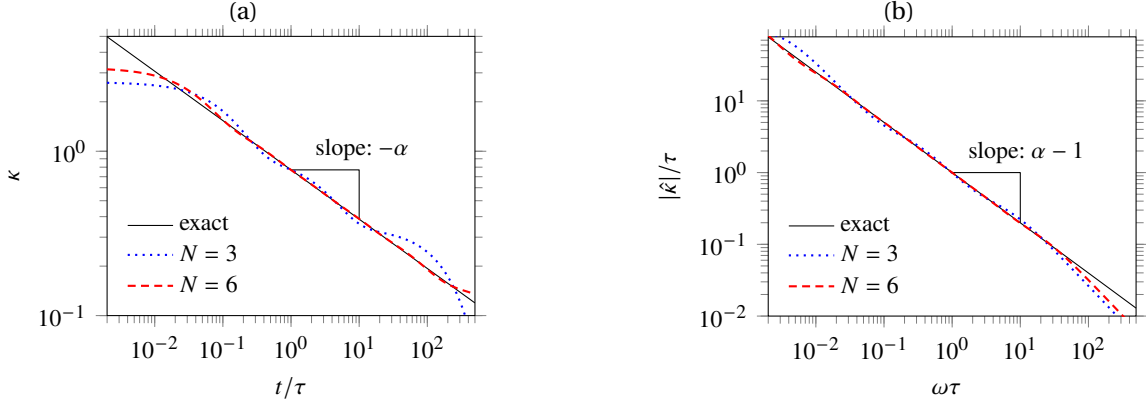 (a)
κ
10^0
10^{-1}
10^{-2}
10^{-1}
10^0
10^1
10^2
t/τ
slope: −α
exact
N = 3
N = 6
(b)
|κ̂|/τ
10^1
10^0
10^{-1}
10^{-2}
10^{-2}
10^{-1}
10^0
10^1
10^2
ωτ
slope: α − 1
exact
N = 3
N = 6